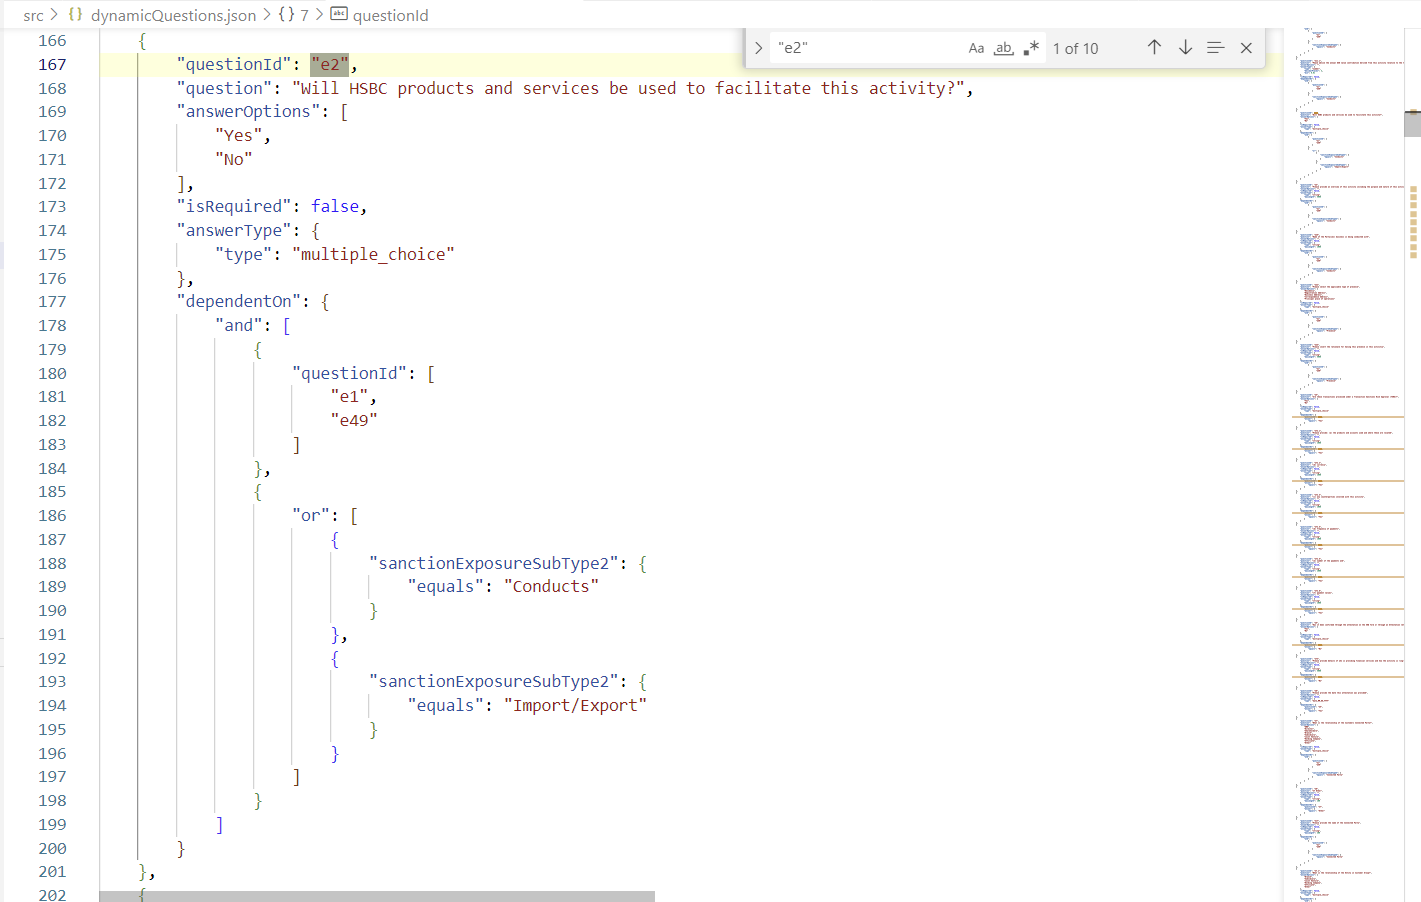 src > {} dynamicQuestions.json > {} 7 > abc questionId
"e2" Aa ab .* 1 of 10
166 {
167 "questionId": "e2",
168 "question": "Will HSBC products and services be used to facilitate this activity?",
169 "answerOptions": [
170 "Yes",
171 "No"
172 ],
173 "isRequired": false,
174 "answerType": {
175 "type": "multiple_choice"
176 },
177 "dependentOn": {
178 "and": [
179 {
180 "questionId": [
181 "e1",
182 "e49"
183 ]
184 },
185 {
186 "or": [
187 {
188 "sanctionExposureSubType2": {
189 "equals": "Conducts"
190 }
191 },
192 {
193 "sanctionExposureSubType2": {
194 "equals": "Import/Export"
195 }
196 }
197 ]
198 }
199 ]
200 }
201 },
202 {